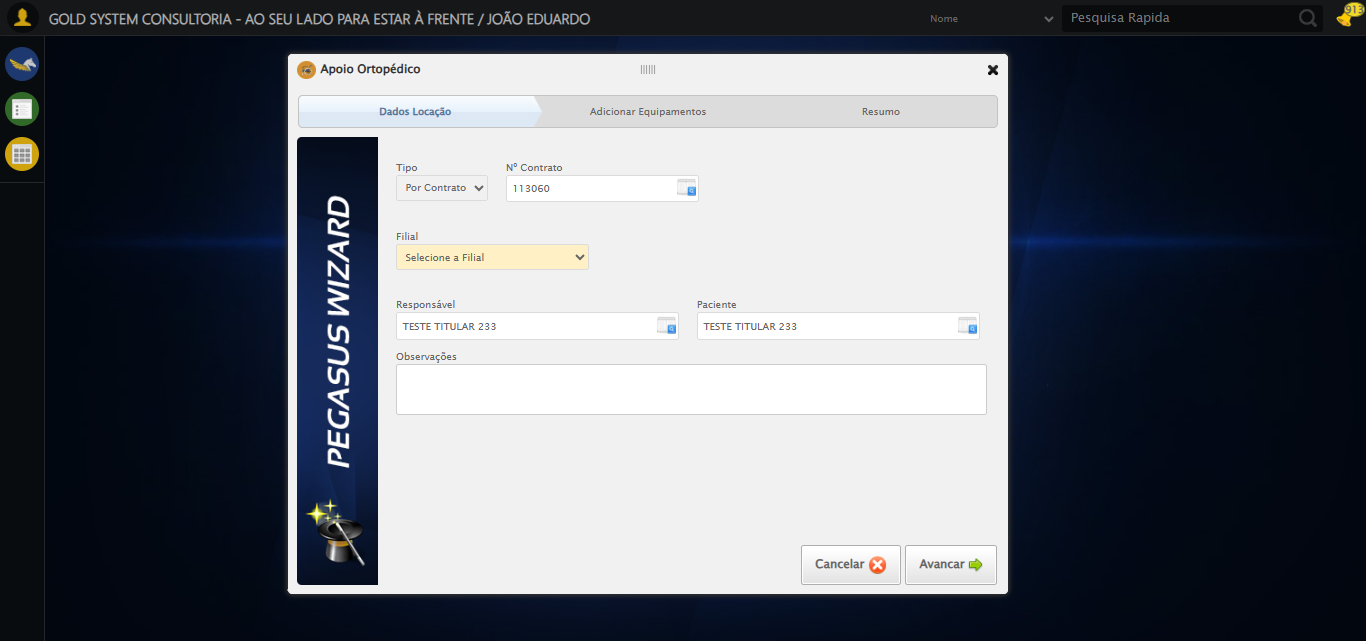 GOLD SYSTEM CONSULTORIA - AO SEU LADO PARA ESTAR À FRENTE / JOÃO EDUARDO
Nome
Pesquisa Rapida
913
Apoio Ortopédico
Dados Locação
Adicionar Equipamentos
Resumo
PEGASUS WIZARD
Tipo
Nº Contrato
Por Contrato
113060
Filial
Selecione a Filial
Responsável
Paciente
TESTE TITULAR 233
TESTE TITULAR 233
Observações
Cancelar
Avancar